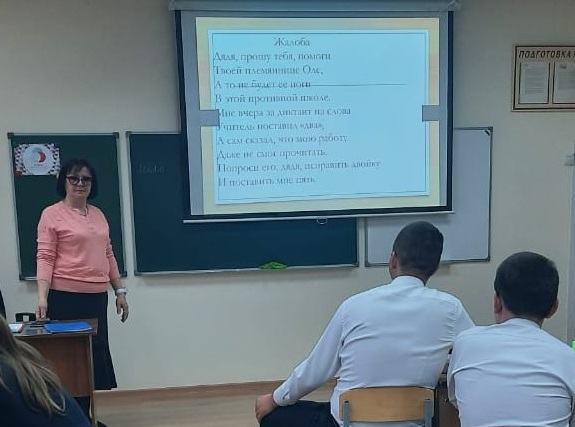 Жалоба
Дядя, прошу тебя, помоги
Твоей племяннице Оле,
А то не будет ее ноги
В этой противной школе.
Мне вчера за диктант на слова
Учитель поставил «два»,
А сам сказал, что мою работу
Даже не смог прочитать.
Попроси его, дядя, исправить двойку
И поставить мне пять.
ПОДГОТОВКА